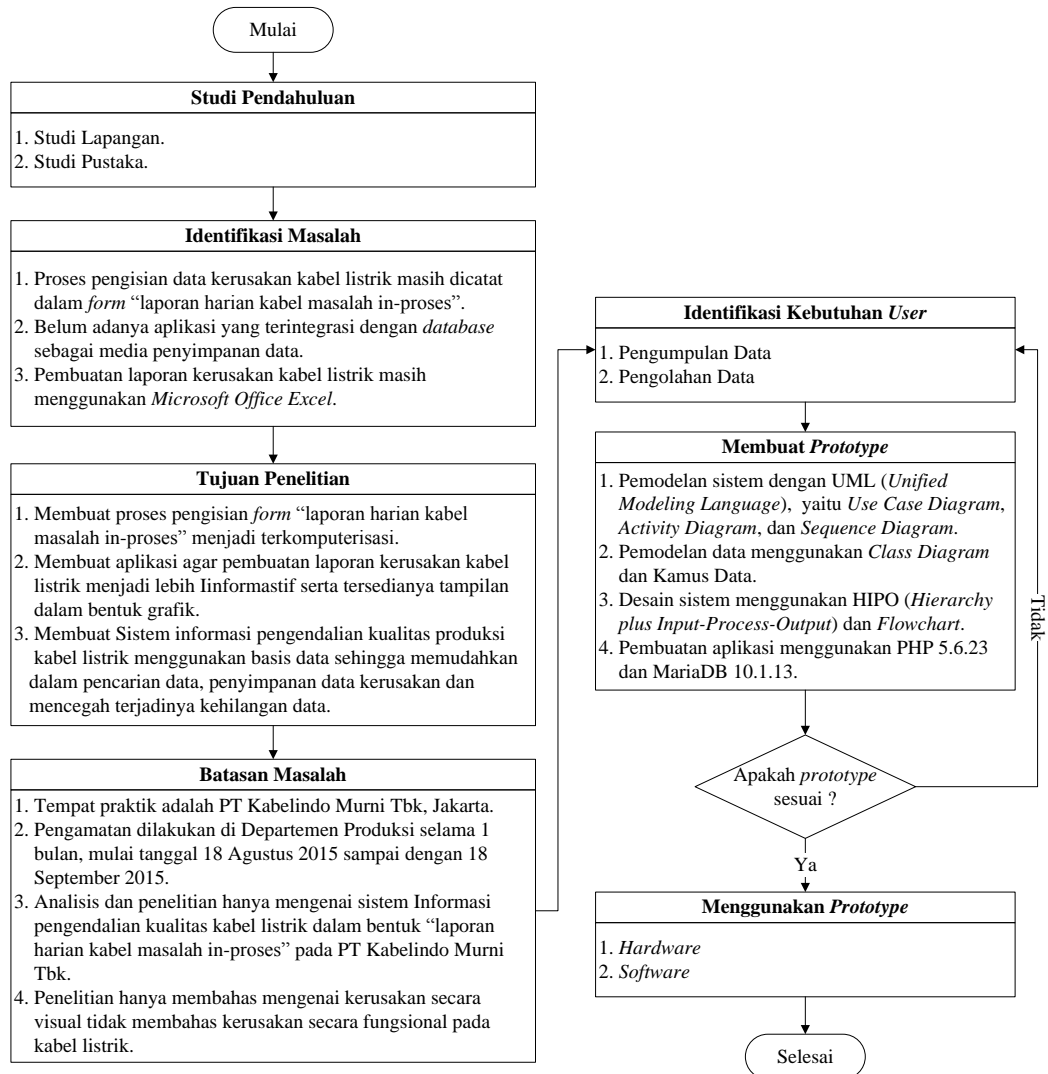 Mulai
Studi Pendahuluan
1. Studi Lapangan.
2. Studi Pustaka.
Identifikasi Masalah
1. Proses pengisian data kerusakan kabel listrik masih dicatat
dalam form “laporan harian kabel masalah in-proses”.
2. Belum adanya aplikasi yang terintegrasi dengan database
sebagai media penyimpanan data.
3. Pembuatan laporan kerusakan kabel listrik masih
menggunakan Microsoft Office Excel.
Tujuan Penelitian
1. Membuat proses pengisian form “laporan harian kabel
masalah in-proses” menjadi terkomputerisasi.
2. Membuat aplikasi agar pembuatan laporan kerusakan kabel
listrik menjadi lebih Iinformastif serta tersedianya tampilan
dalam bentuk grafik.
3. Membuat Sistem informasi pengendalian kualitas produksi
kabel listrik menggunakan basis data sehingga memudahkan
dalam pencarian data, penyimpanan data kerusakan dan
mencegah terjadinya kehilangan data.
Batasan Masalah
1. Tempat praktik adalah PT Kabelindo Murni Tbk, Jakarta.
2. Pengamatan dilakukan di Departemen Produksi selama 1
bulan, mulai tanggal 18 Agustus 2015 sampai dengan 18
September 2015.
3. Analisis dan penelitian hanya mengenai sistem Informasi
pengendalian kualitas kabel listrik dalam bentuk “laporan
harian kabel masalah in-proses” pada PT Kabelindo Murni
Tbk.
4. Penelitian hanya membahas mengenai kerusakan secara
visual tidak membahas kerusakan secara fungsional pada
kabel listrik.
Identifikasi Kebutuhan User
1. Pengumpulan Data
2. Pengolahan Data
Membuat Prototype
1. Pemodelan sistem dengan UML (Unified
Modeling Language), yaitu Use Case Diagram,
Activity Diagram, dan Sequence Diagram.
2. Pemodelan data menggunakan Class Diagram
dan Kamus Data.
3. Desain sistem menggunakan HIPO (Hierarchy
plus Input-Process-Output) dan Flowchart.
4. Pembuatan aplikasi menggunakan PHP 5.6.23
dan MariaDB 10.1.13.
Tidak
Apakah prototype
sesuai ?
Ya
Menggunakan Prototype
1. Hardware
2. Software
Selesai